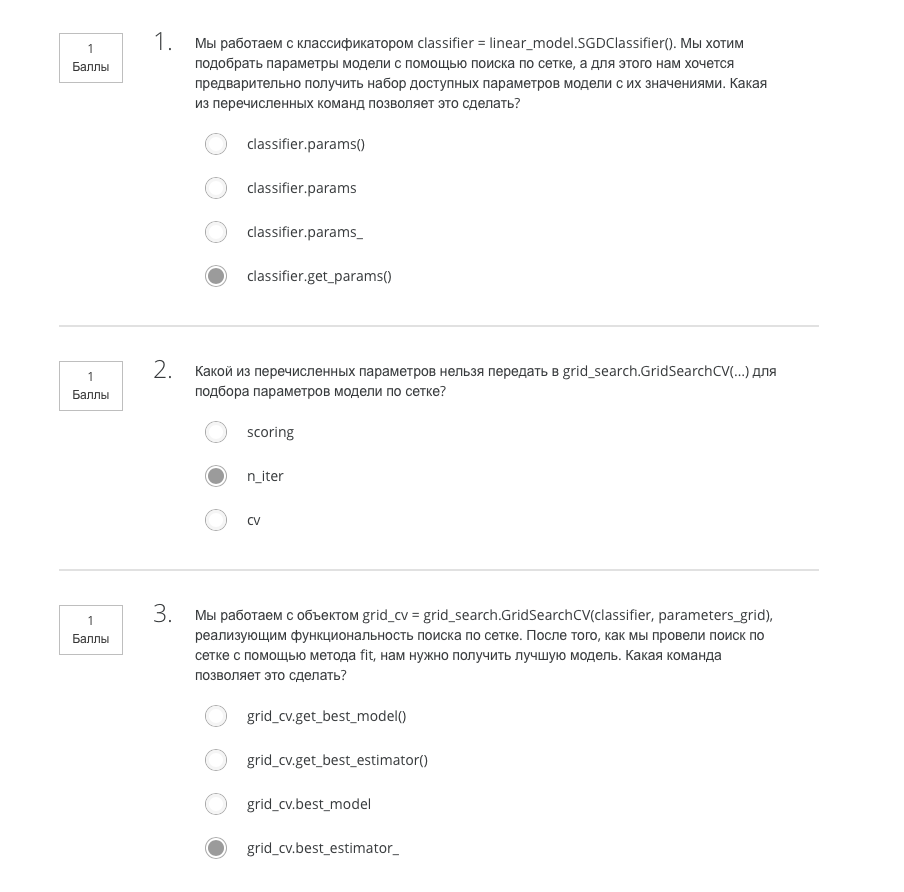 1
Баллы
1.
Мы работаем с классификатором classifier = linear_model.SGDClassifier(). Мы хотим
подобрать параметры модели с помощью поиска по сетке, а для этого нам хочется
предварительно получить набор доступных параметров модели с их значениями. Какая
из перечисленных команд позволяет это сделать?
classifier.params()
classifier.params
classifier.params_
classifier.get_params()
1
Баллы
2.
Какой из перечисленных параметров нельзя передать в grid_search.GridSearchCV(...) для
подбора параметров модели по сетке?
scoring
n_iter
cv
1
Баллы
3.
Мы работаем с объектом grid_cv = grid_search.GridSearchCV(classifier, parameters_grid),
реализующим функциональность поиска по сетке. После того, как мы провели поиск по
сетке с помощью метода fit, нам нужно получить лучшую модель. Какая команда
позволяет это сделать?
grid_cv.get_best_model()
grid_cv.get_best_estimator()
grid_cv.best_model
grid_cv.best_estimator_